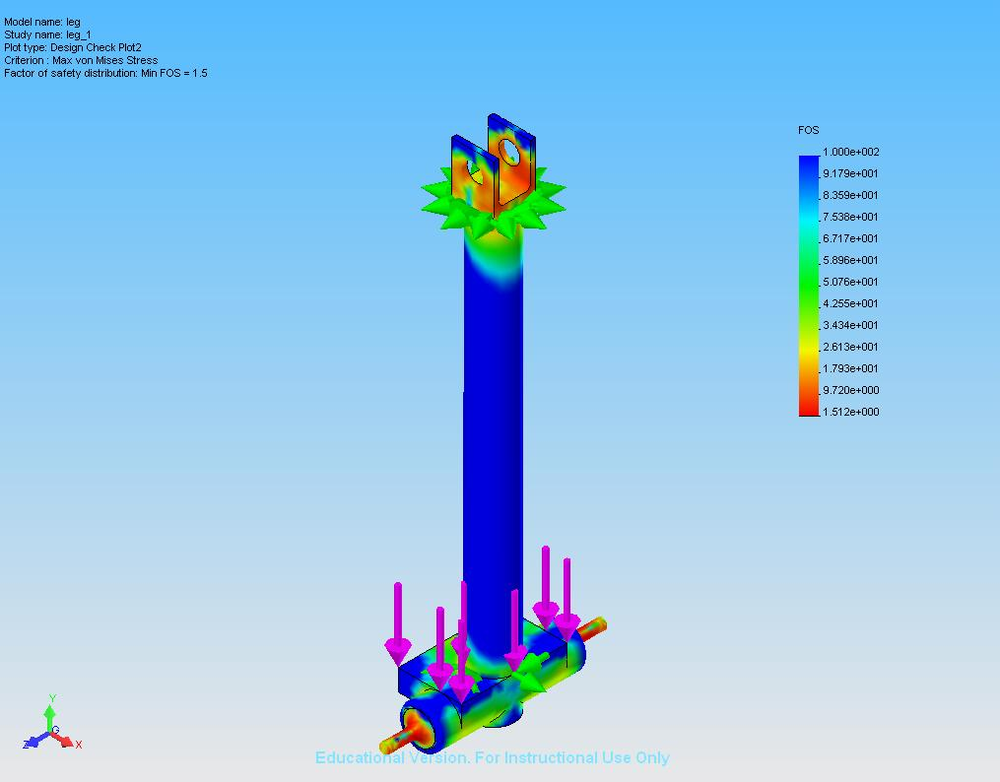 Model name: leg
Study name: leg_1
Plot type: Design Check Plot2
Criterion : Max von Mises Stress
Factor of safety distribution: Min FOS = 1.5
FOS
1.000e+002
9.179e+001
8.359e+001
7.538e+001
6.717e+001
5.896e+001
5.076e+001
4.255e+001
3.434e+001
2.613e+001
1.793e+001
9.720e+000
1.512e+000
Y
Z
X
Educational Version. For Instructional Use Only